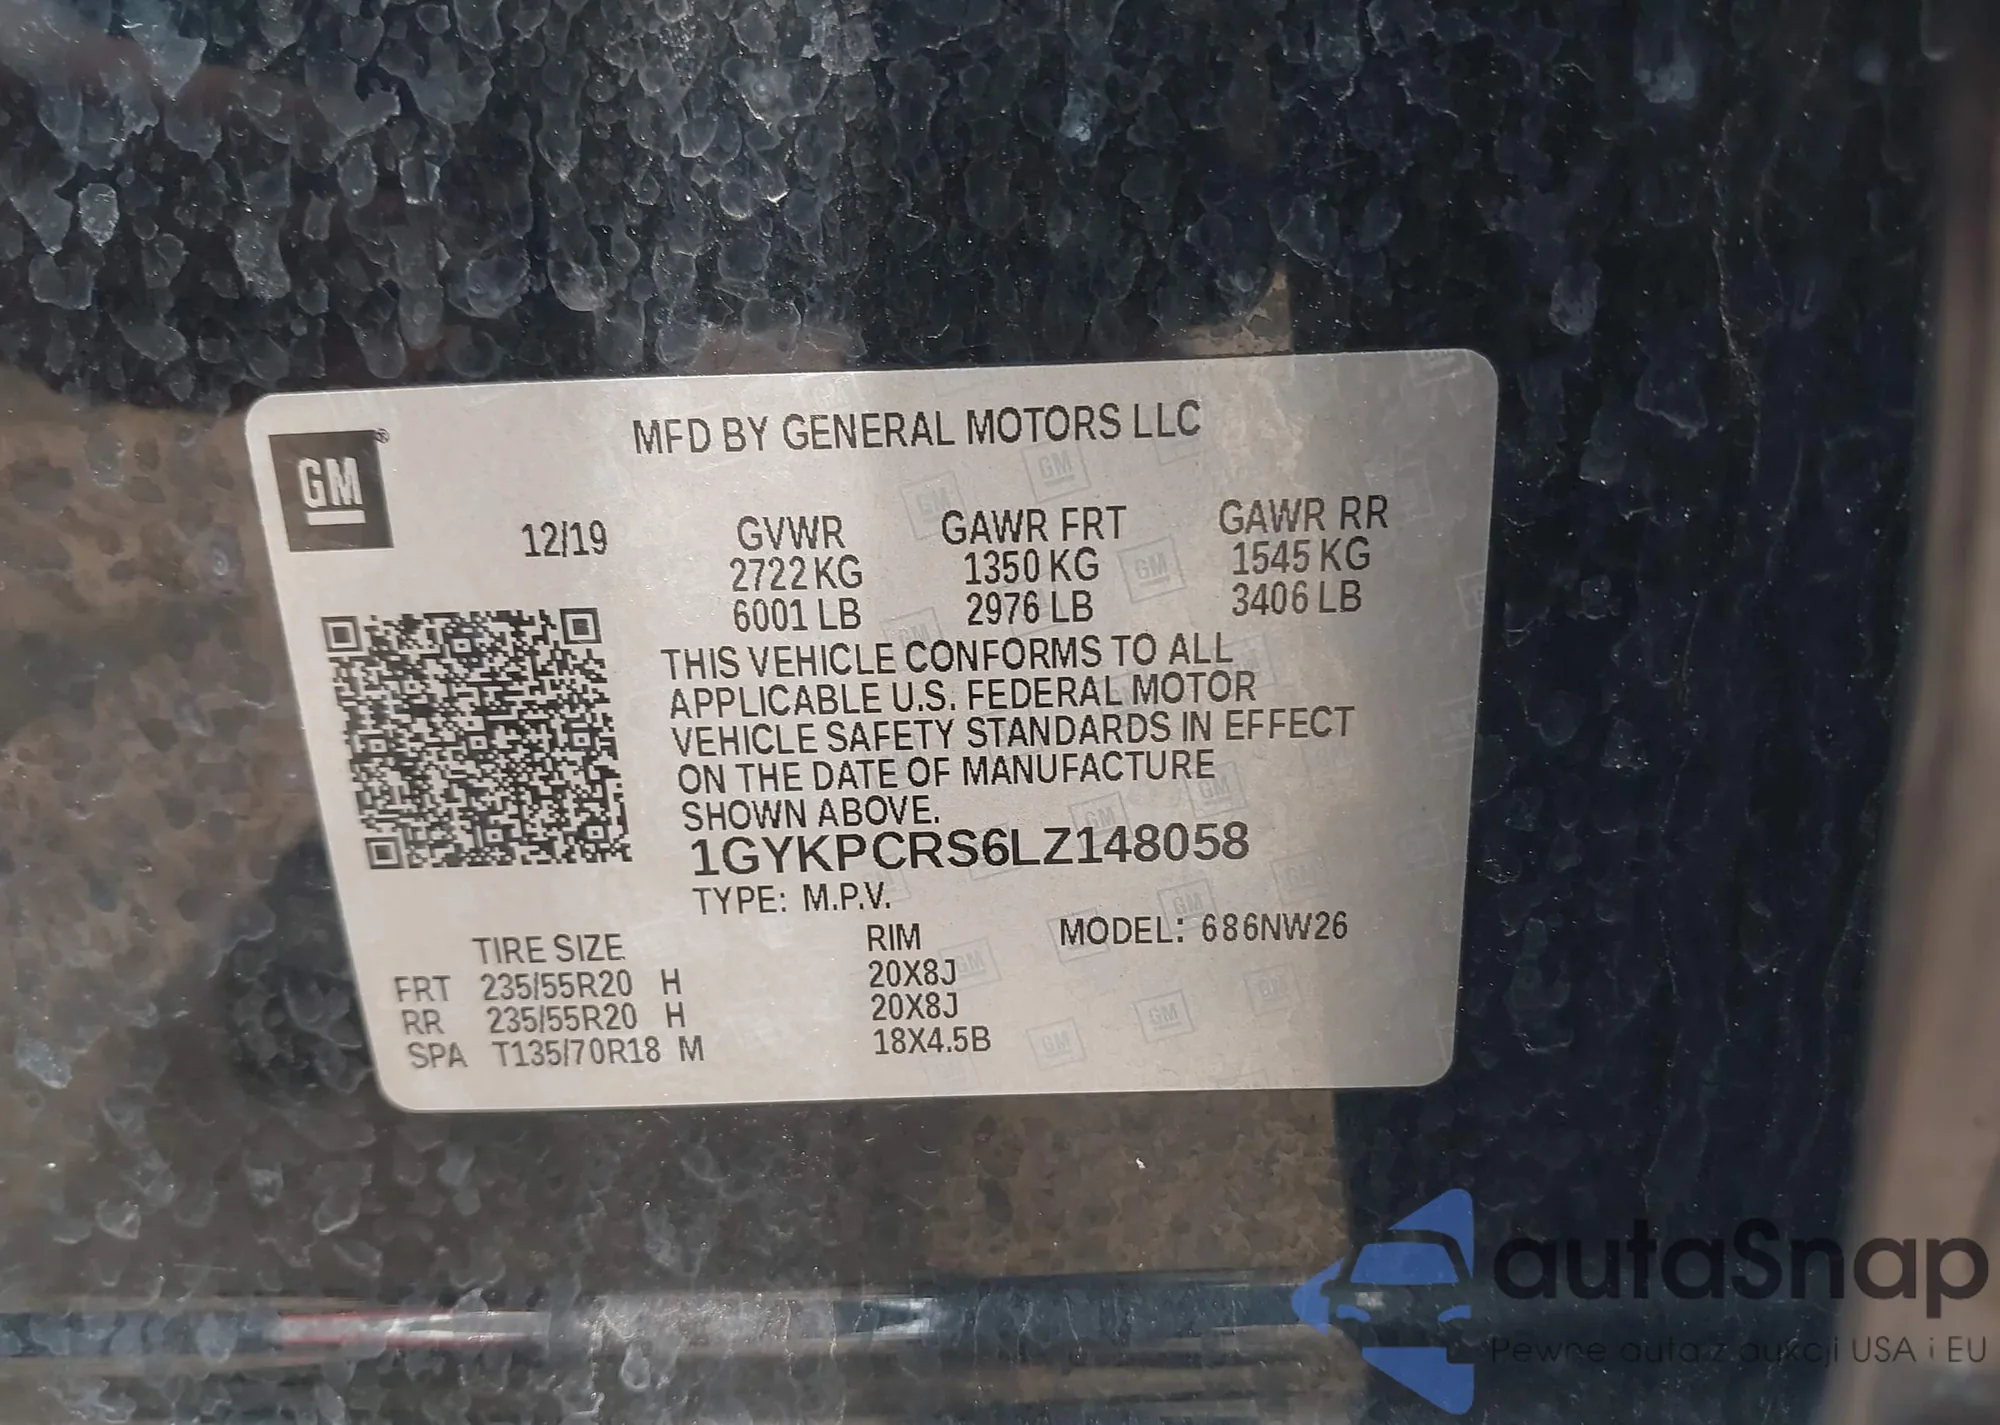 MFD BY GENERAL MOTORS LLC
GM®
12/19 GVWR GAWR FRT GAWR RR
2722 KG 1350 KG 1545 KG
6001 LB 2976 LB 3406 LB
THIS VEHICLE CONFORMS TO ALL
APPLICABLE U.S. FEDERAL MOTOR
VEHICLE SAFETY STANDARDS IN EFFECT
ON THE DATE OF MANUFACTURE
SHOWN ABOVE.
1GYKPCRS6LZ148058
TYPE: M.P.V.
TIRE SIZE RIM MODEL: 686NW26
FRT 235/55R20 H 20X8J
RR 235/55R20 H 20X8J
SPA T135/70R18 M 18X4.5B
autaSnap
Pewne auta z aukcji USA i EU